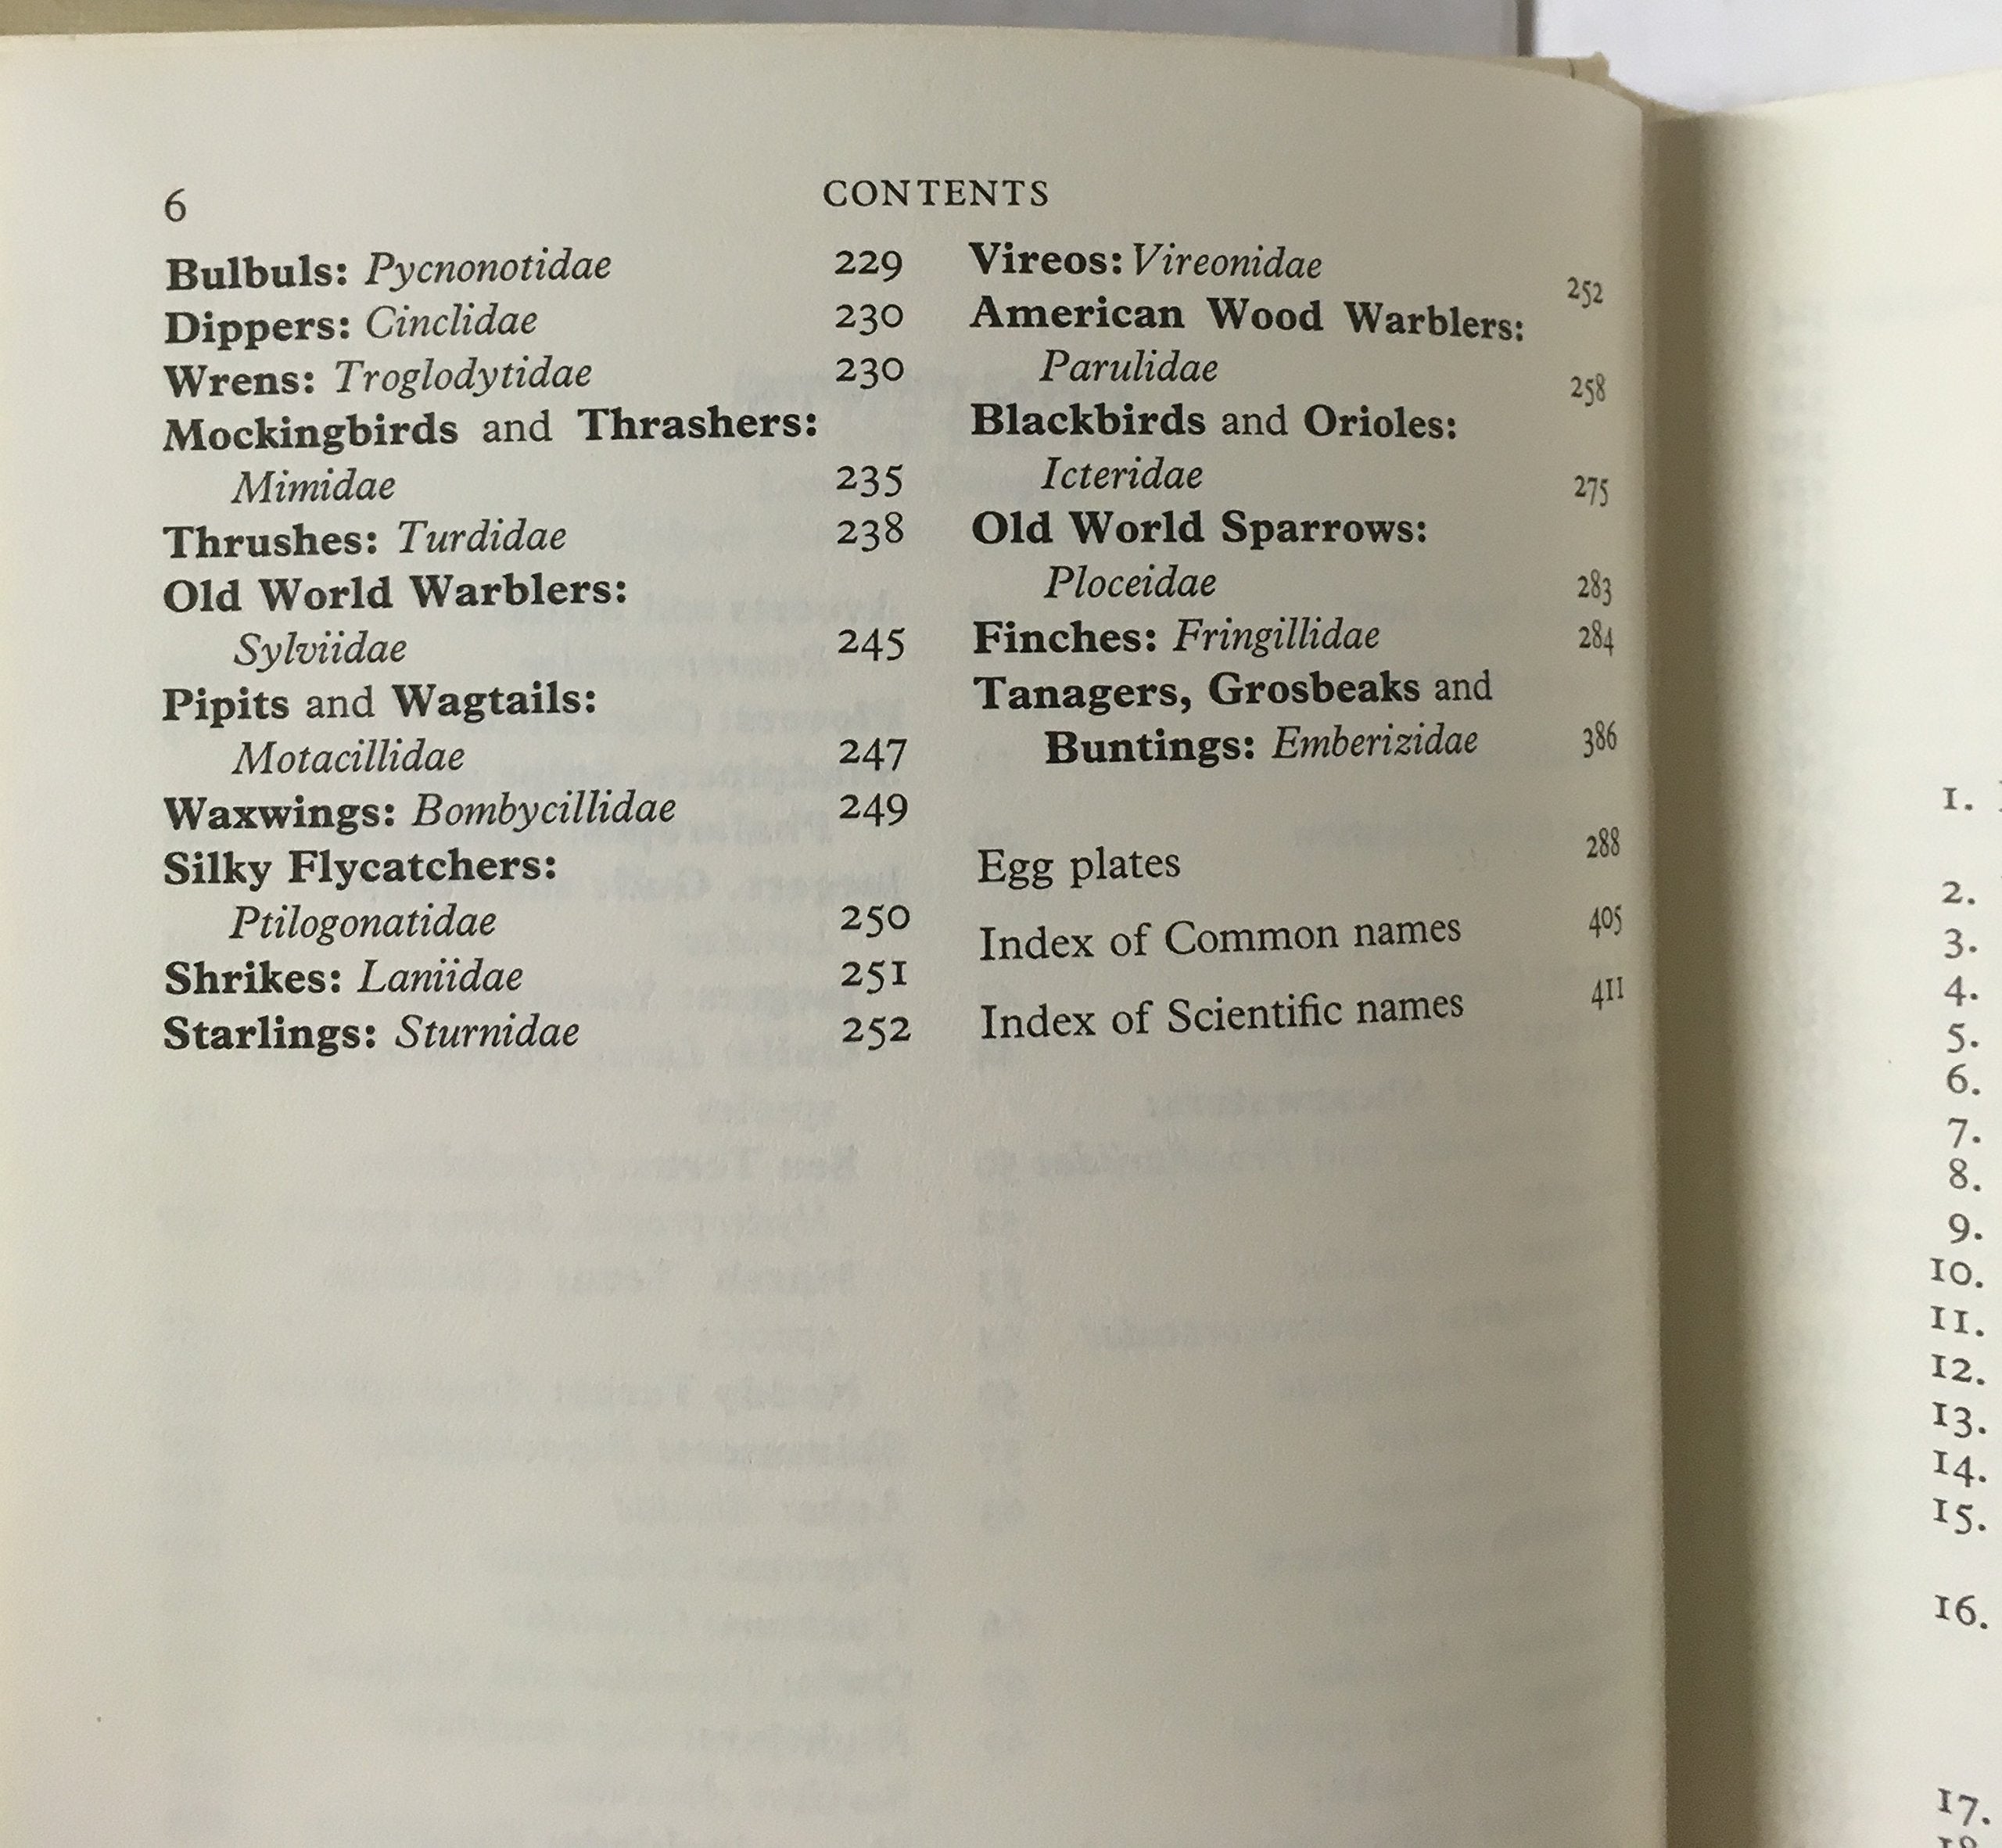 6 CONTENTS
Bulbuls: Pycnonotidae 229
Dippers: Cinclidae 230
Wrens: Troglodytidae 230
Mockingbirds and Thrashers:
Mimidae 235
Thrushes: Turdidae 238
Old World Warblers:
Sylviidae 245
Pipits and Wagtails:
Motacillidae 247
Waxwings: Bombycillidae 249
Silky Flycatchers:
Ptilogonatidae 250
Shrikes: Laniidae 251
Starlings: Sturnidae 252
Vireos: Vireonidae 252
American Wood Warblers:
Parulidae 258
Blackbirds and Orioles:
Icteridae 275
Old World Sparrows:
Ploceidae 283
Finches: Fringillidae 284
Tanagers, Grosbeaks and
Buntings: Emberizidae 386
Egg plates 288
Index of Common names 405
Index of Scientific names 411
1.
2.
3.
4.
5.
6.
7.
8.
9.
10.
11.
12.
13.
14.
15.
16.
17.